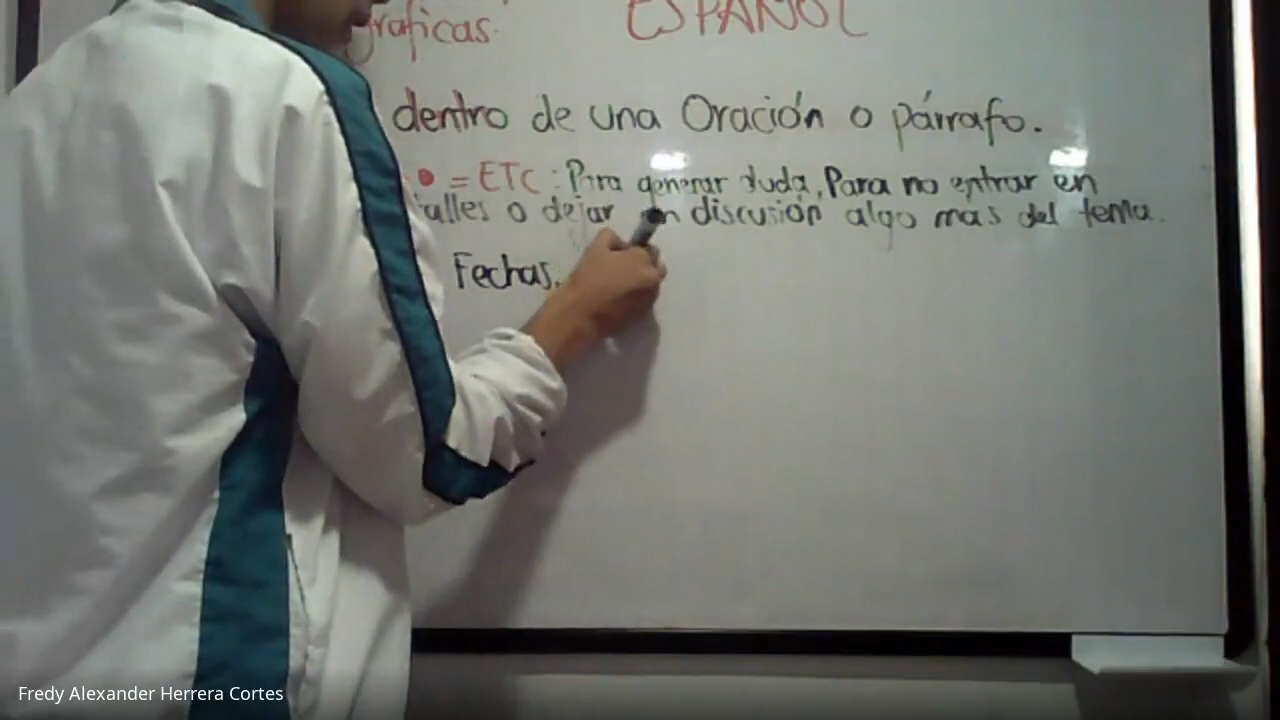 graficas. ESPAÑOL
dentro de una Oración o párrafo.
• = ETC : Para generar duda, Para no entrar en
alles o dejar en discusión algo mas del tema.
Fechas.
Fredy Alexander Herrera Cortes